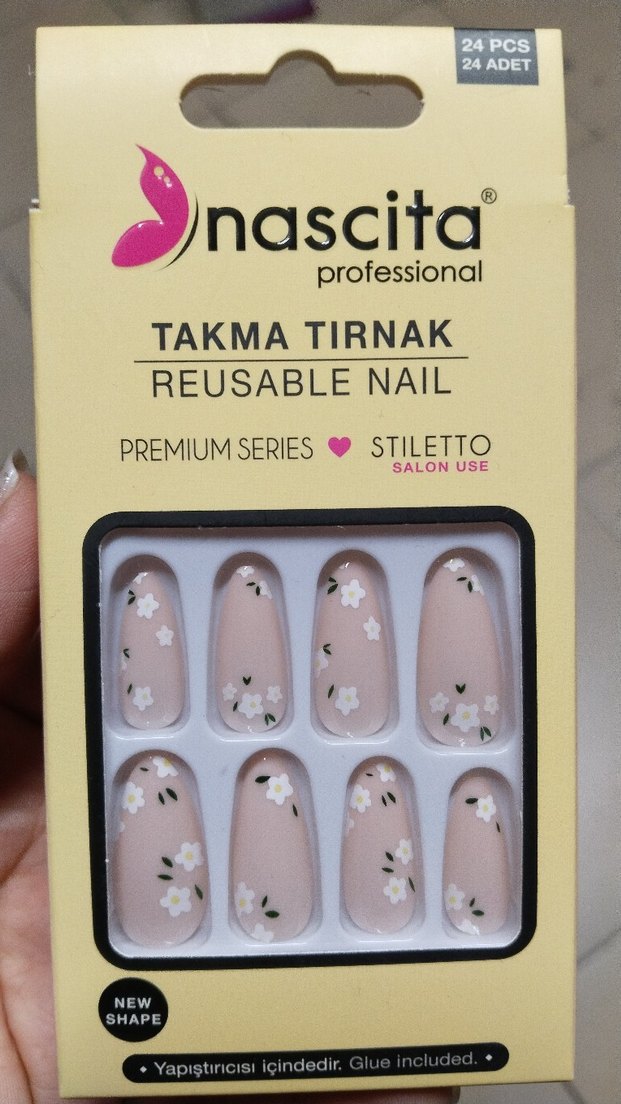 24 PCS
24 ADET
nascita®
professional
TAKMA TIRNAK
REUSABLE NAIL
PREMIUM SERIES ♥ STILETTO
SALON USE
NEW
SHAPE
• Yapıştırıcısı içindedir. Glue included. •